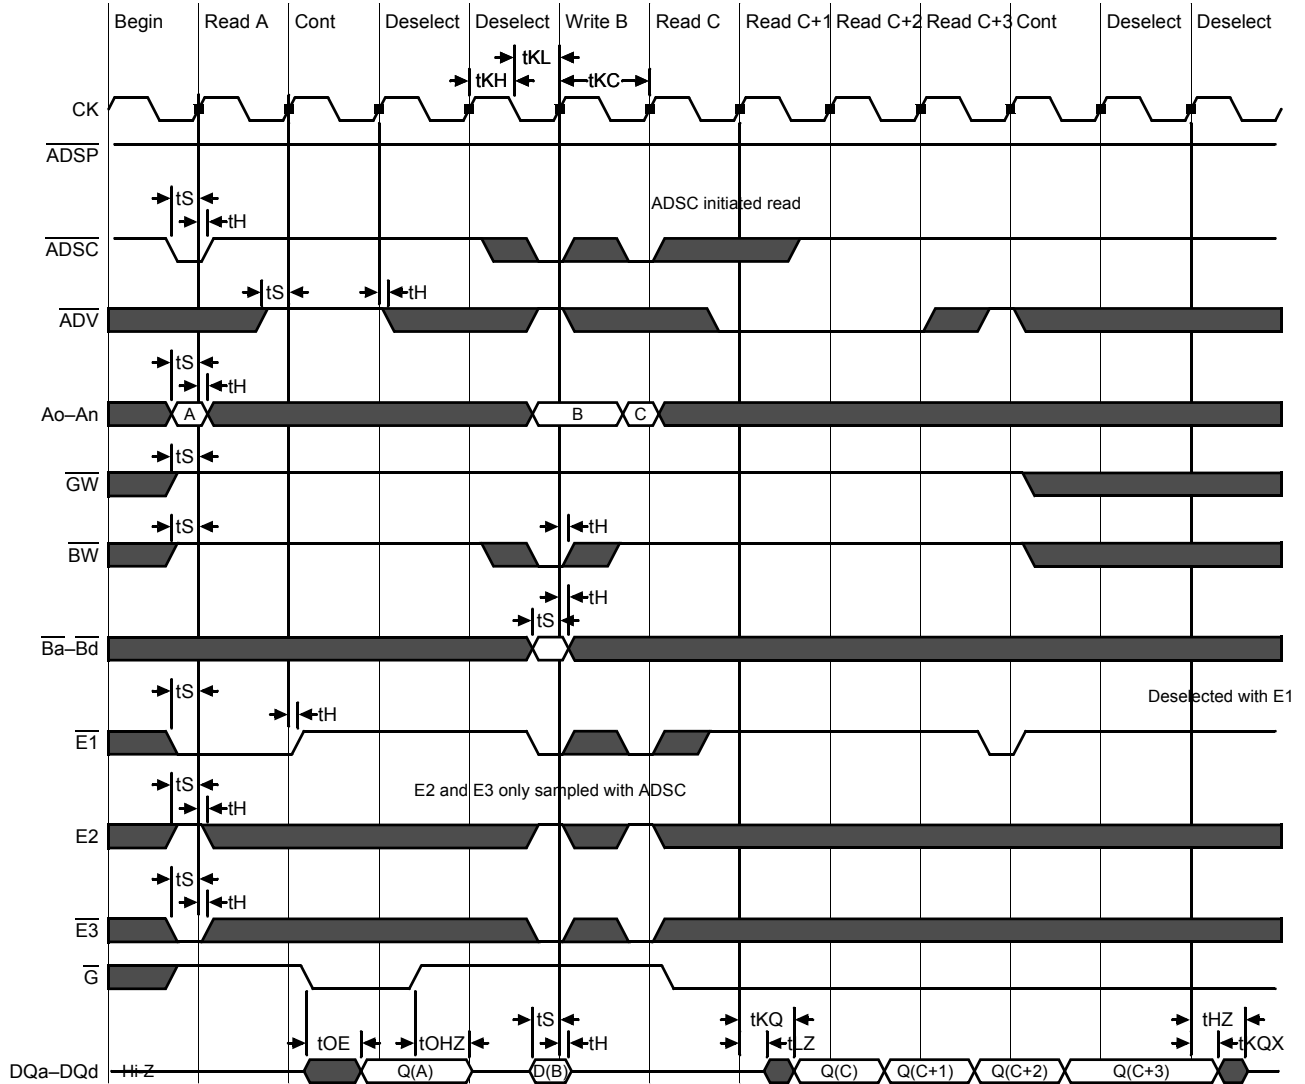 Begin Read A Cont Deselect Deselect Write B Read C Read C+1 Read C+2 Read C+3 Cont Deselect Deselect
tKL
tKH tKC
CK
ADSP
tS
tH
ADSC initiated read
ADSC
tS tH
ADV
tS
tH
Ao–An A B C
tS
GW
tS tH
BW
tH
tS
Ba–Bd
tS
Deselected with E1
tH
E1
tS
E2 and E3 only sampled with ADSC
tH
E2
tS
tH
E3
G
tS tKQ tHZ
tOE tOHZ tH tLZ tKQX
DQa–DQd Hi-Z Q(A) D(B) Q(C) Q(C+1) Q(C+2) Q(C+3)